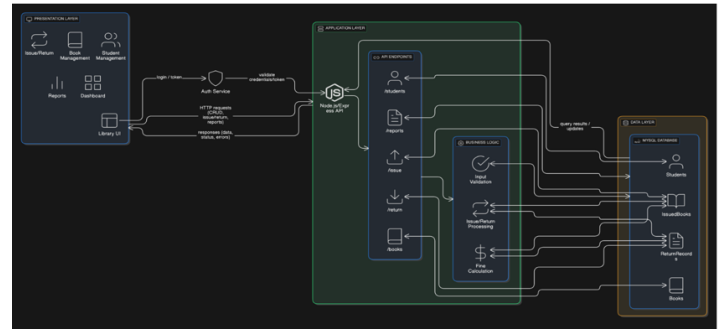 PRESENTATION LAYER
Issue/Return
Book
Management
Student
Management
Reports
Dashboard
Library UI
login / token
Auth Service
validate
credentials/token
HTTP requests
(CRUD,
issue/return,
reports)
responses (data,
status, errors)
APPLICATION LAYER
Node.js/Expr
ess API
API ENDPOINTS
/students
/reports
/issue
/return
/books
BUSINESS LOGIC
Input
Validation
Issue/Return
Processing
Fine
Calculation
query results /
updates
DATA LAYER
MYSQL DATABASE
Students
IssuedBooks
ReturnRecord
s
Books